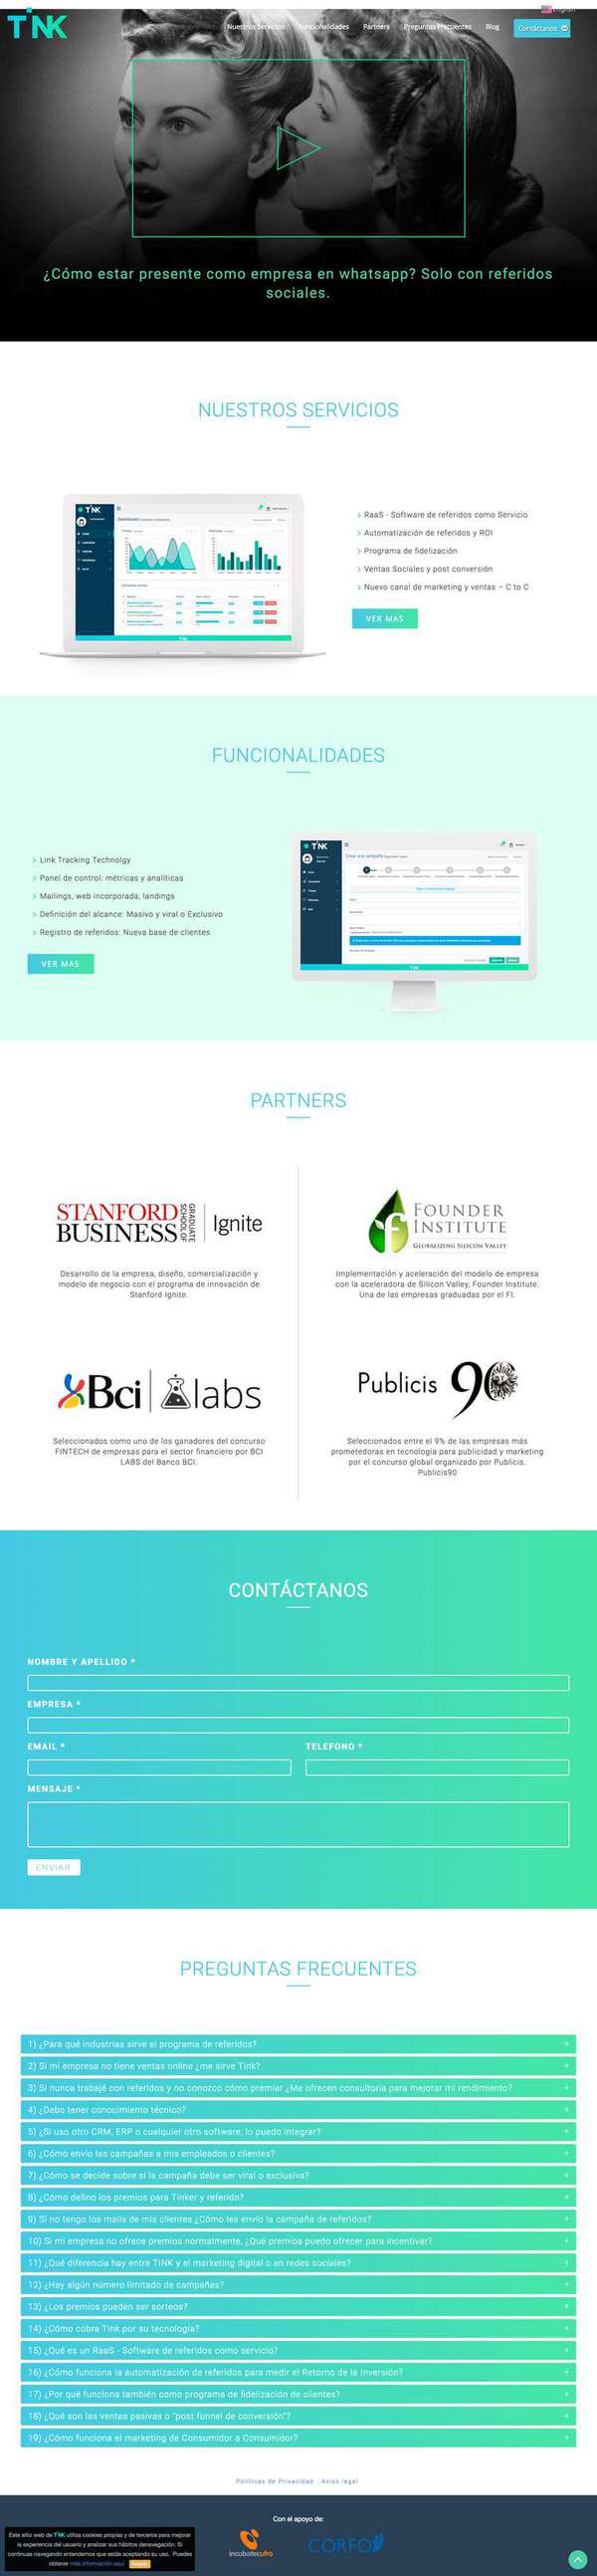 TINK
Nuestros Servicios
Funcionalidades
Partners
Preguntas Frecuentes
Blog
English
Contáctanos
¿Cómo estar presente como empresa en whatsapp? Solo con referidos
sociales.
NUESTROS SERVICIOS
RaaS - Software de referidos como Servicio
Automatización de referidos y ROI
Programa de fidelización
Ventas Sociales y post conversión
Nuevo canal de marketing y ventas – C to C
VER MAS
FUNCIONALIDADES
Link Tracking Technolgy
Panel de control: métricas y analíticas
Mailings, web incorporada, landings
Definición del alcance: Masivo y viral o Exclusivo
Registro de referidos: Nueva base de clientes
VER MAS
PARTNERS
STANFORD
BUSINESS
GRADUATE
SCHOOL OF
Ignite
Desarrollo de la empresa, diseño, comercialización y
modelo de negocio con el programa de innovación de
Stanford Ignite.
FOUNDER
INSTITUTE
GLOBALIZING SILICON VALLEY
Implementación y aceleración del modelo de empresa
con la aceleradora de Silicon Valley, Founder Institute.
Una de las empresas graduadas por el FI.
Bci labs
Seleccionados como uno de los ganadores del concurso
FINTECH de empresas para el sector financiero por BCI
LABS del Banco BCI.
Publicis 90
Seleccionados entre el 9% de las empresas más
prometedoras en tecnología para publicidad y marketing
por el concurso global organizado por Publicis.
Publicis90
CONTÁCTANOS
NOMBRE Y APELLIDO *
EMPRESA *
EMAIL *
TELEFONO *
MENSAJE *
ENVIAR
PREGUNTAS FRECUENTES
1) ¿Para qué industrias sirve el programa de referidos? +
2) Si mi empresa no tiene ventas online ¿me sirve Tink? +
3) Si nunca trabajé con referidos y no conozco cómo premiar ¿Me ofrecen consultoría para mejorar mi rendimiento? +
4) ¿Debo tener conocimiento técnico? +
5) ¿Si uso otro CRM, ERP o cualquier otro software: lo puedo integrar? +
6) ¿Cómo envío las campañas a mis empleados o clientes? +
7) ¿Cómo se decide sobre si la campaña debe ser viral o exclusiva? +
8) ¿Cómo defino los premios para Tinker y referido? +
9) Si no tengo los mails de mis clientes ¿Cómo les envío la campaña de referidos? +
10) Si mi empresa no ofrece premios normalmente, ¿Qué premios puedo ofrecer para incentivar? +
11) ¿Qué diferencia hay entre TINK y el marketing digital o en redes sociales? +
12) ¿Hay algún número limitado de campañas? +
13) ¿Los premios pueden ser sorteos? +
14) ¿Cómo cobra Tink por su tecnología? +
15) ¿Qué es un RaaS - Software de referidos como servicio? +
16) ¿Cómo funciona la automatización de referidos para medir el Retorno de la Inversión? +
17) ¿Por qué funciona también como programa de fidelización de clientes? +
18) ¿Qué son las ventas pasivas o "post funnel de conversión"? +
19) ¿Cómo funciona el marketing de Consumidor a Consumidor? +
Políticas de Privacidad . Aviso legal
Con el apoyo de:
incubatecufro
CORFO
Este sitio web de TINK utiliza cookies propias y de terceros para mejorar
la experiencia del usuario y analizar sus hábitos denavegación. Si
continuas navegando entendemos que estás aceptando su uso. Puedes
obtener más información aquí